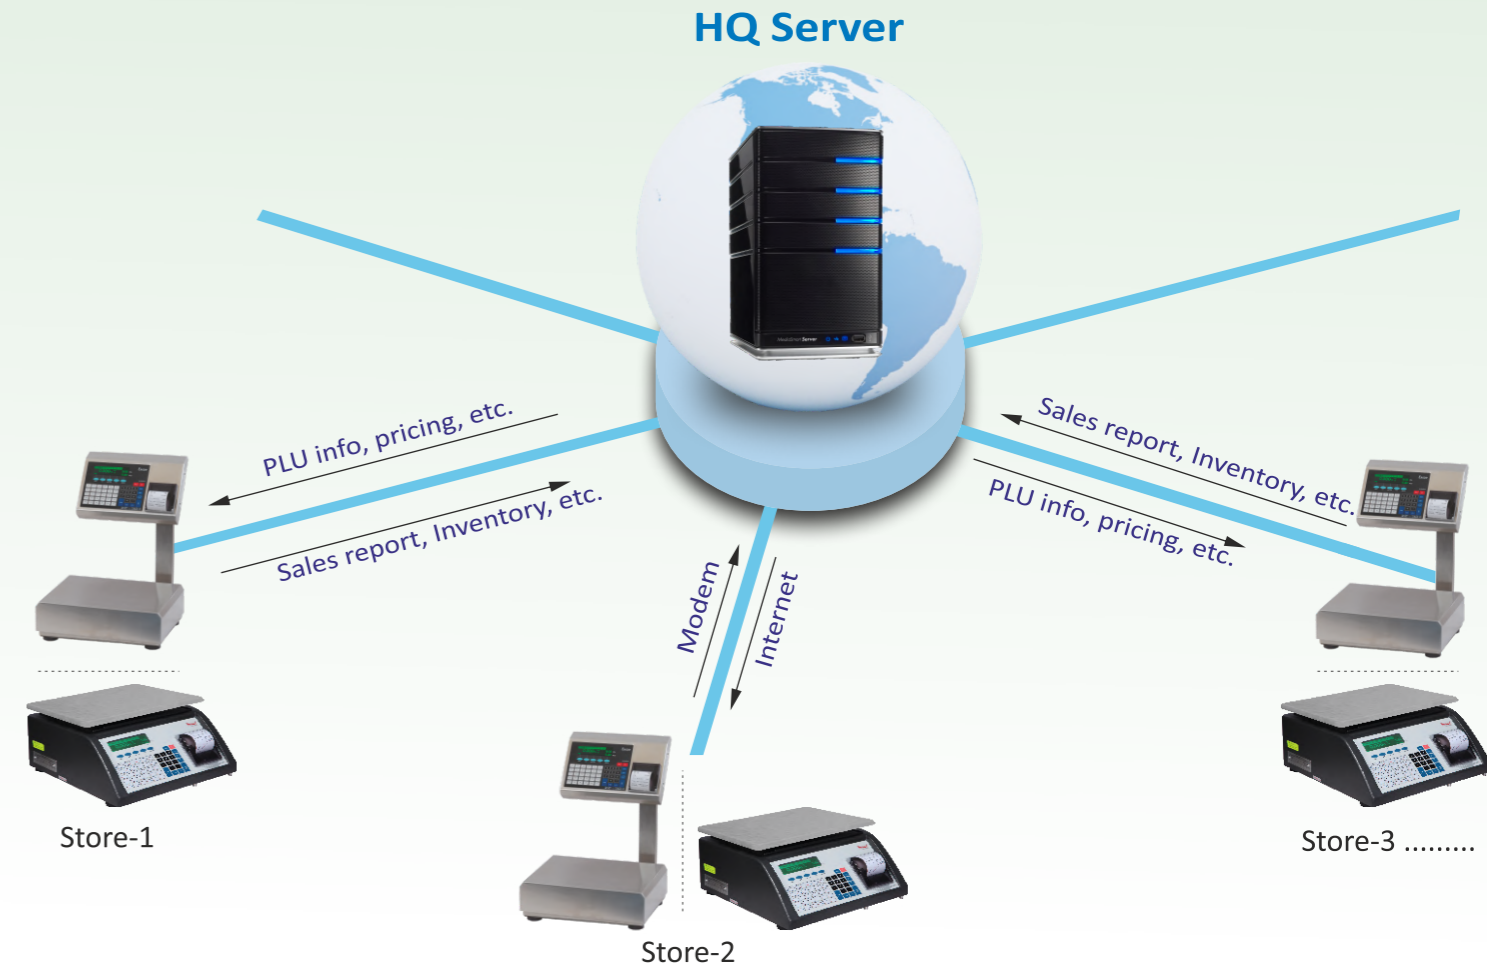 HQ Server
PLU info, pricing, etc.
Sales report, Inventory, etc.
Sales report, Inventory, etc.
PLU info, pricing, etc.
Modem
Internet
Store-1
Store-2
Store-3 .........